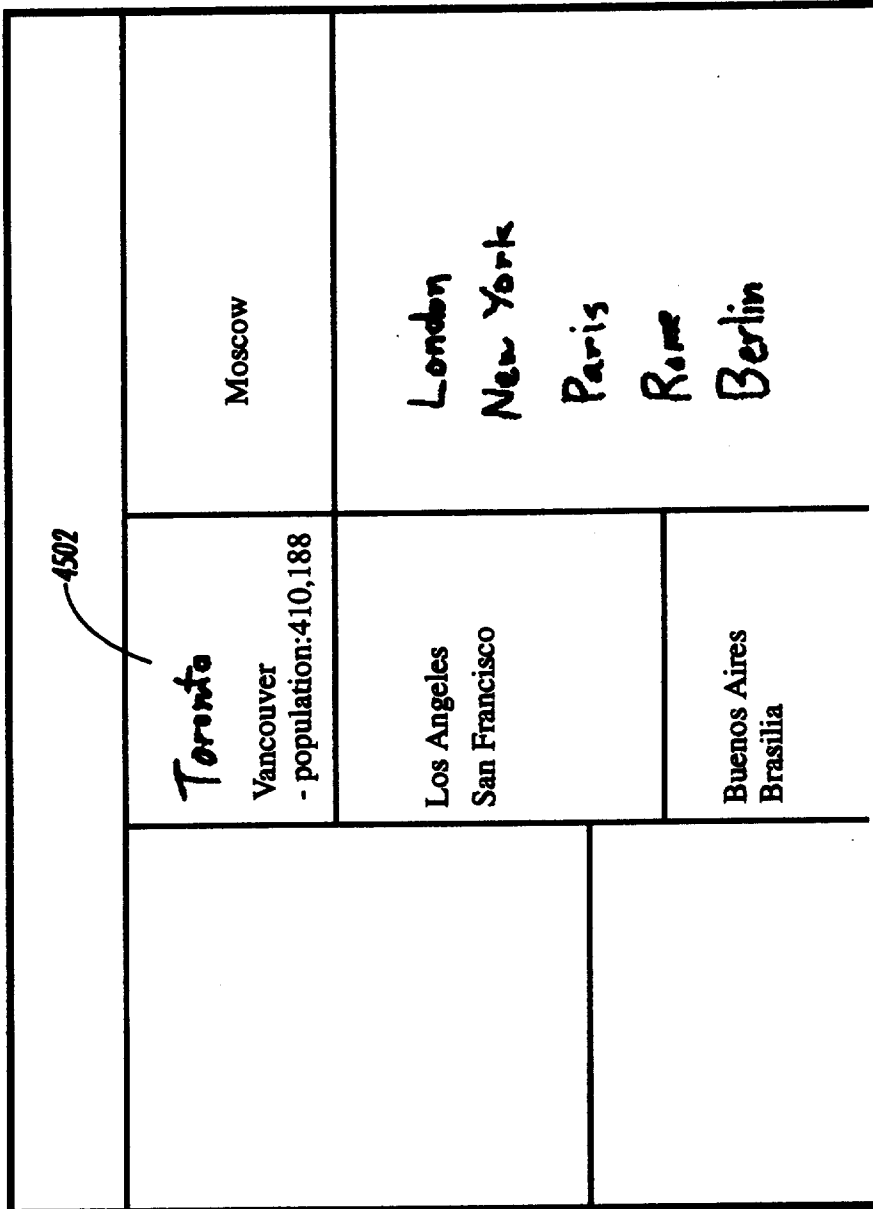 4502
Toronto
Vancouver
- population:410,188
Moscow
Los Angeles
San Francisco
London
New York
Paris
Rome
Berlin
Buenos Aires
Brasilia